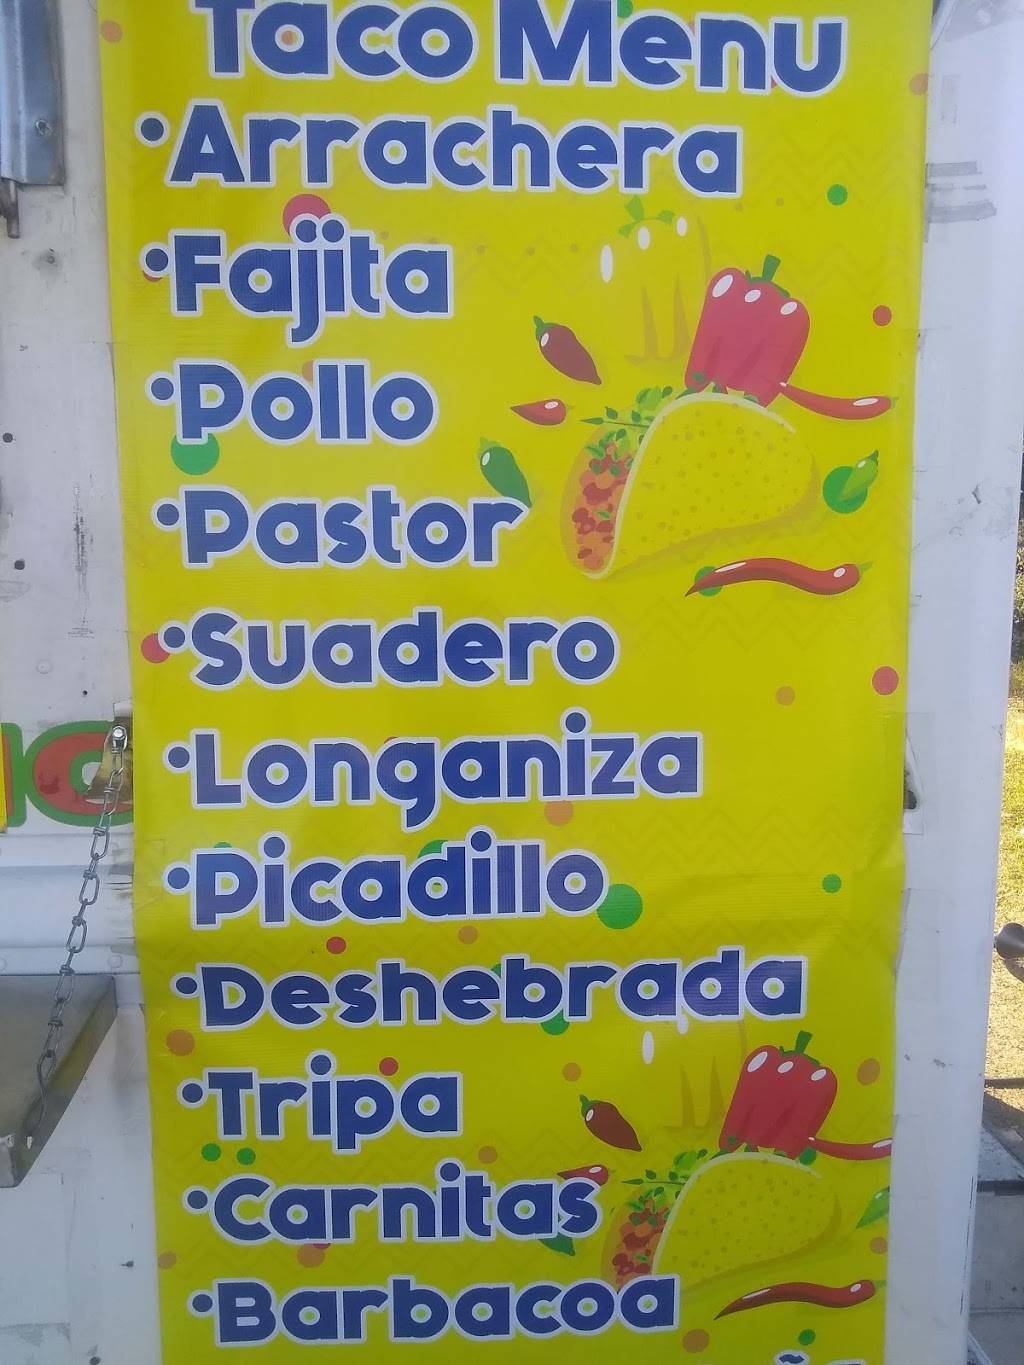 Taco Menu
•Arrachera
•Fajita
•Pollo
•Pastor
•Suadero
•Longaniza
•Picadillo
•Deshebrada
•Tripa
•Carnitas
•Barbacoa